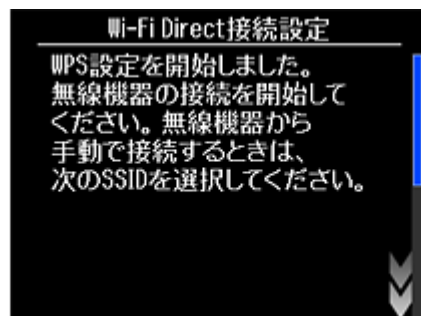 Wi-Fi Direct接続設定
WPS設定を開始しました。
無線機器の接続を開始して
ください。無線機器から
手動で接続するときは、
次のSSIDを選択してください。